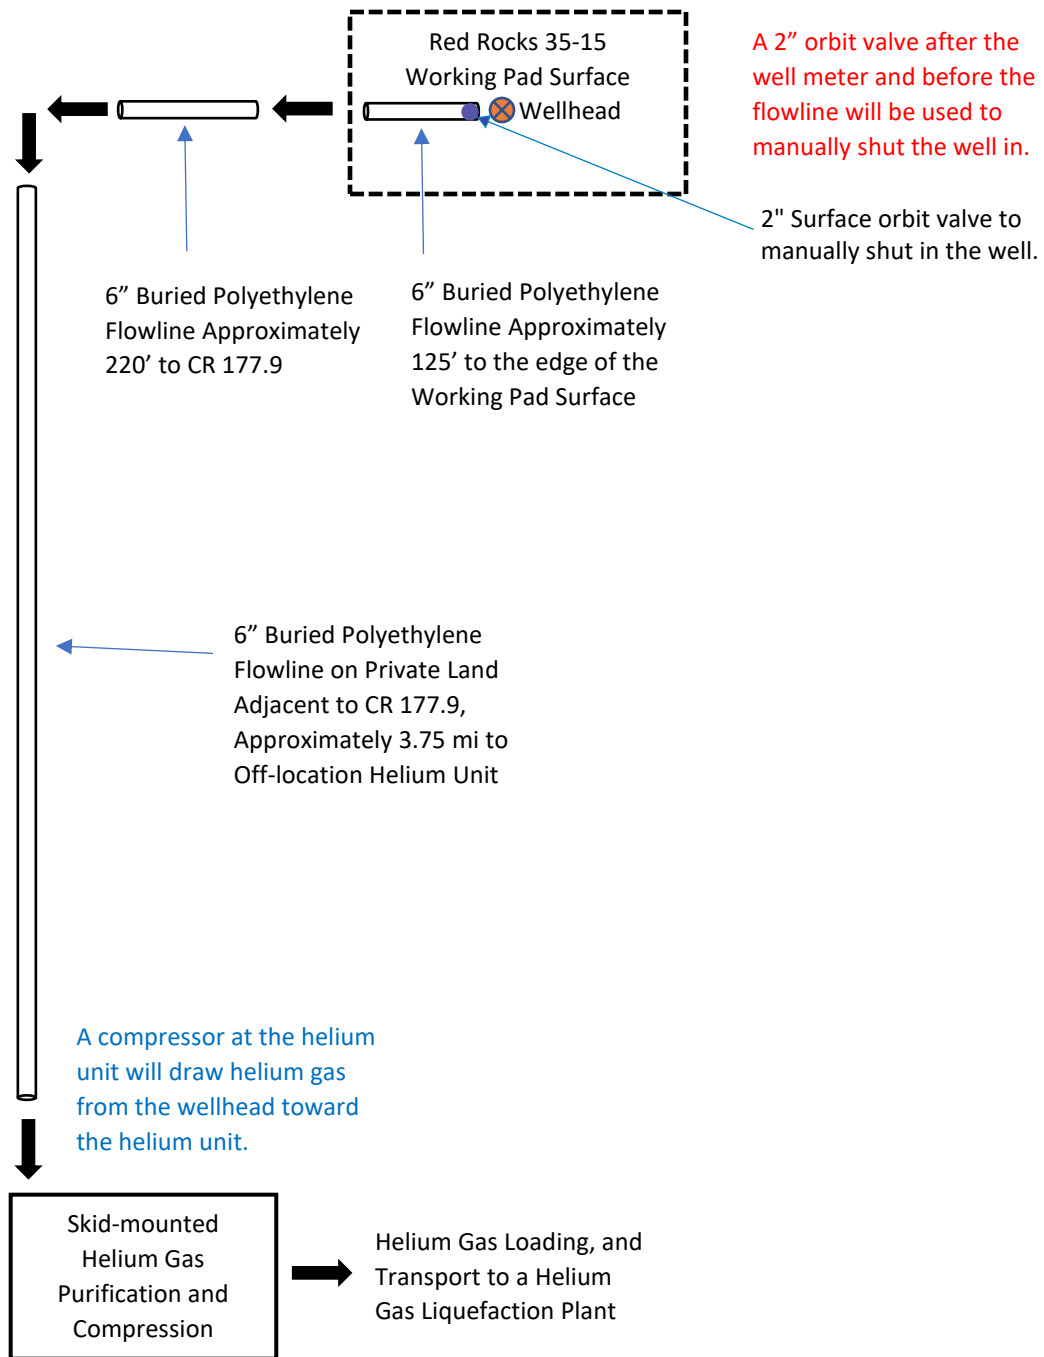 Red Rocks 35-15
Working Pad Surface
Wellhead
A 2” orbit valve after the
well meter and before the
flowline will be used to
manually shut the well in.
2" Surface orbit valve to
manually shut in the well.
6” Buried Polyethylene
Flowline Approximately
220’ to CR 177.9
6” Buried Polyethylene
Flowline Approximately
125’ to the edge of the
Working Pad Surface
6” Buried Polyethylene
Flowline on Private Land
Adjacent to CR 177.9,
Approximately 3.75 mi to
Off-location Helium Unit
A compressor at the helium
unit will draw helium gas
from the wellhead toward
the helium unit.
Skid-mounted
Helium Gas
Purification and
Compression
Helium Gas Loading, and
Transport to a Helium
Gas Liquefaction Plant